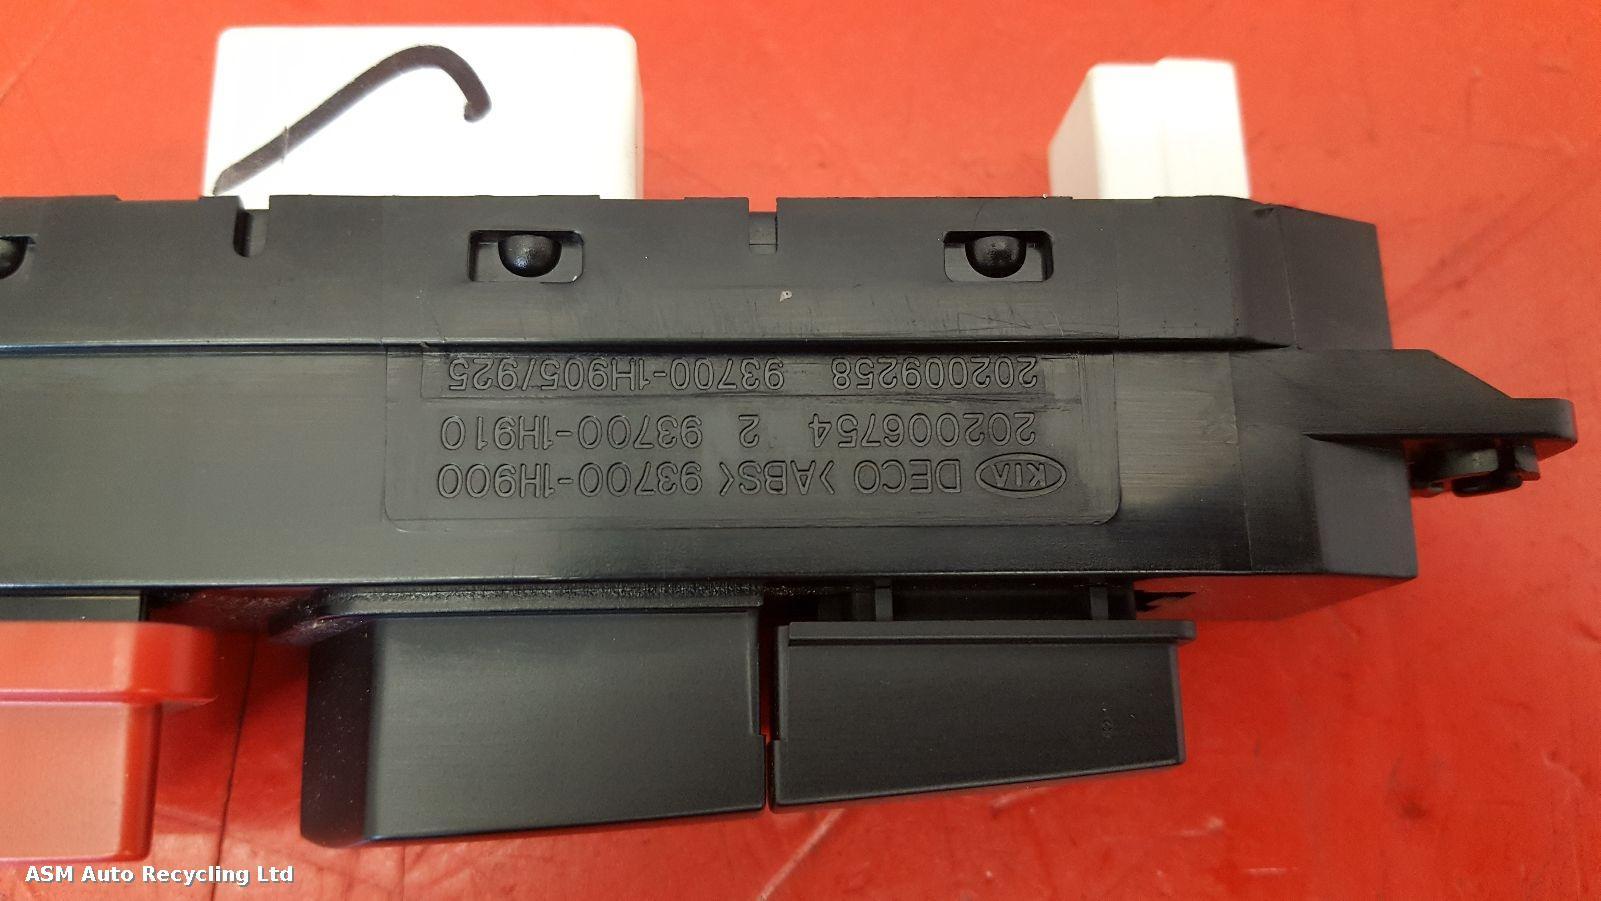 KIA DECO >ABS< 93700-1H900
202006754 2 93700-1H910
202009258 93700-1H905/925
ASM Auto Recycling Ltd